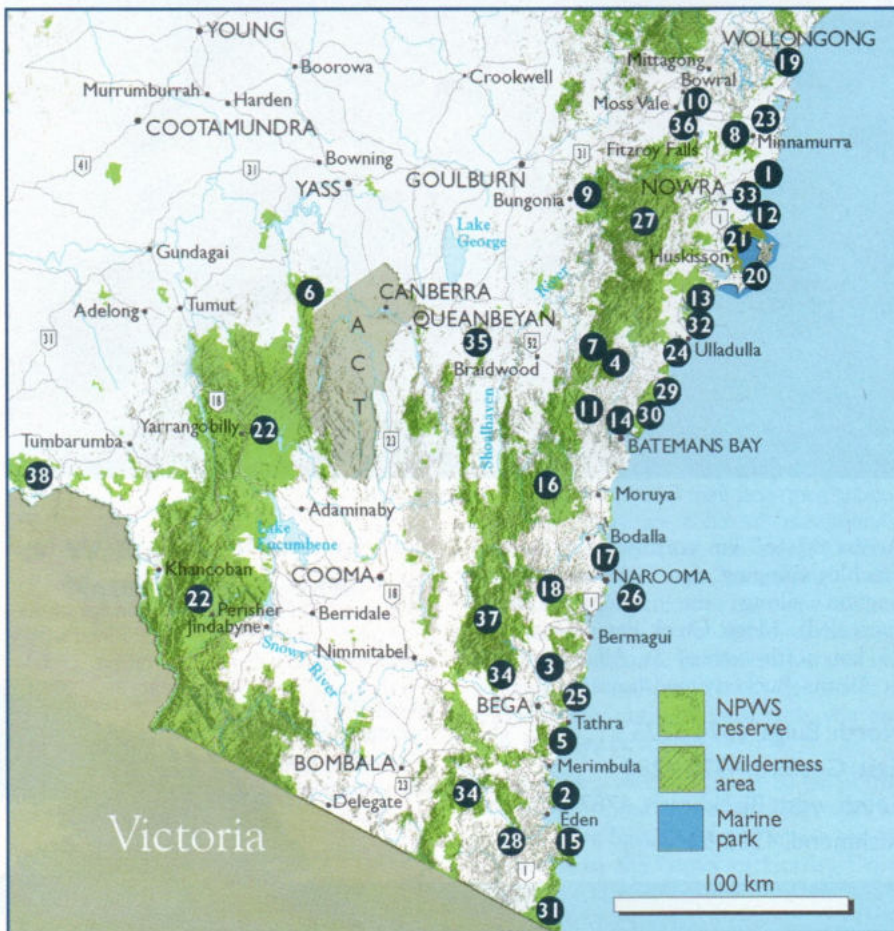 WOLLONGONG
19
YOUNG
Mittagong
Boorowa
Bowral
Crookwell
Murrumburrah
Harden
Moss Vale
10
23
COOTAMUNDRA
36
8
Minnamurra
Fitzroy Falls
31
41
31
Bowning
GOULBURN
YASS
NOWRA
1
Bungonia
9
33
27
1
12
Lake
George
21
Gundagai
Huskisson
20
River
6
CANBERRA
13
Adelong
Tumut
QUEANBEYAN
32
A
C
T
35
52
7
24
Ulladulla
31
Braidwood
4
29
18
11
14
30
Yarrangobilly
22
BATEMANS BAY
Tumbarumba
23
Shoalhaven
38
16
Moruya
Adaminaby
Lake
Eucumbene
Bodalla
17
Khancoban
COOMA
NAROOMA
18
18
26
22
Perisher
Berridale
37
1
Jindabyne
Bermagui
Snowy River
Nimmitabel
3
34
25
BEGA
NPWS
reserve
Tathra
5
BOMBALA
Merimbula
Wilderness
area
23
34
2
Delegate
Eden
Marine
park
Victoria
28
15
1
100 km
31